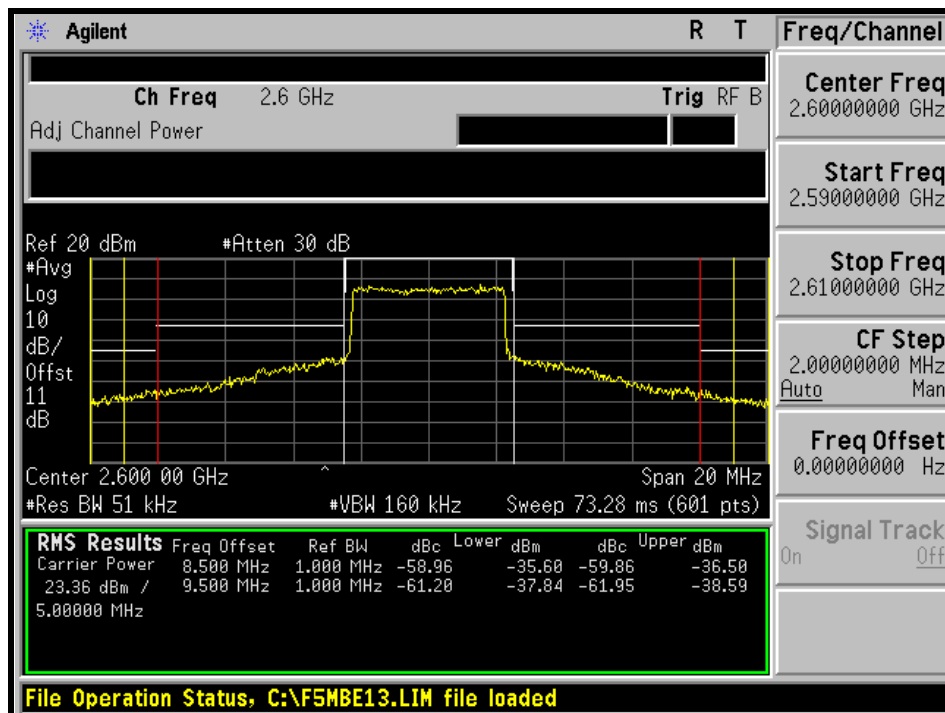 Agilent R T
Freq/Channel
Ch Freq 2.6 GHz Trig RF B
Adj Channel Power
Center Freq
2.60000000 GHz
Start Freq
2.59000000 GHz
Stop Freq
2.61000000 GHz
CF Step
2.00000000 MHz
Auto Man
Freq Offset
0.00000000 Hz
Signal Track
On Off
Ref 20 dBm #Atten 30 dB
#Avg
Log
10
dB/
Offst
11
dB
Center 2.600 00 GHz ^ Span 20 MHz
#Res BW 51 kHz #VBW 160 kHz Sweep 73.28 ms (601 pts)
RMS Results Freq Offset Ref BW dBc Lower dBm dBc Upper dBm
Carrier Power 8.500 MHz 1.000 MHz -58.96 -35.60 -59.86 -36.50
23.36 dBm / 9.500 MHz 1.000 MHz -61.20 -37.84 -61.95 -38.59
5.00000 MHz
File Operation Status, C:\F5MBE13.LIM file loaded